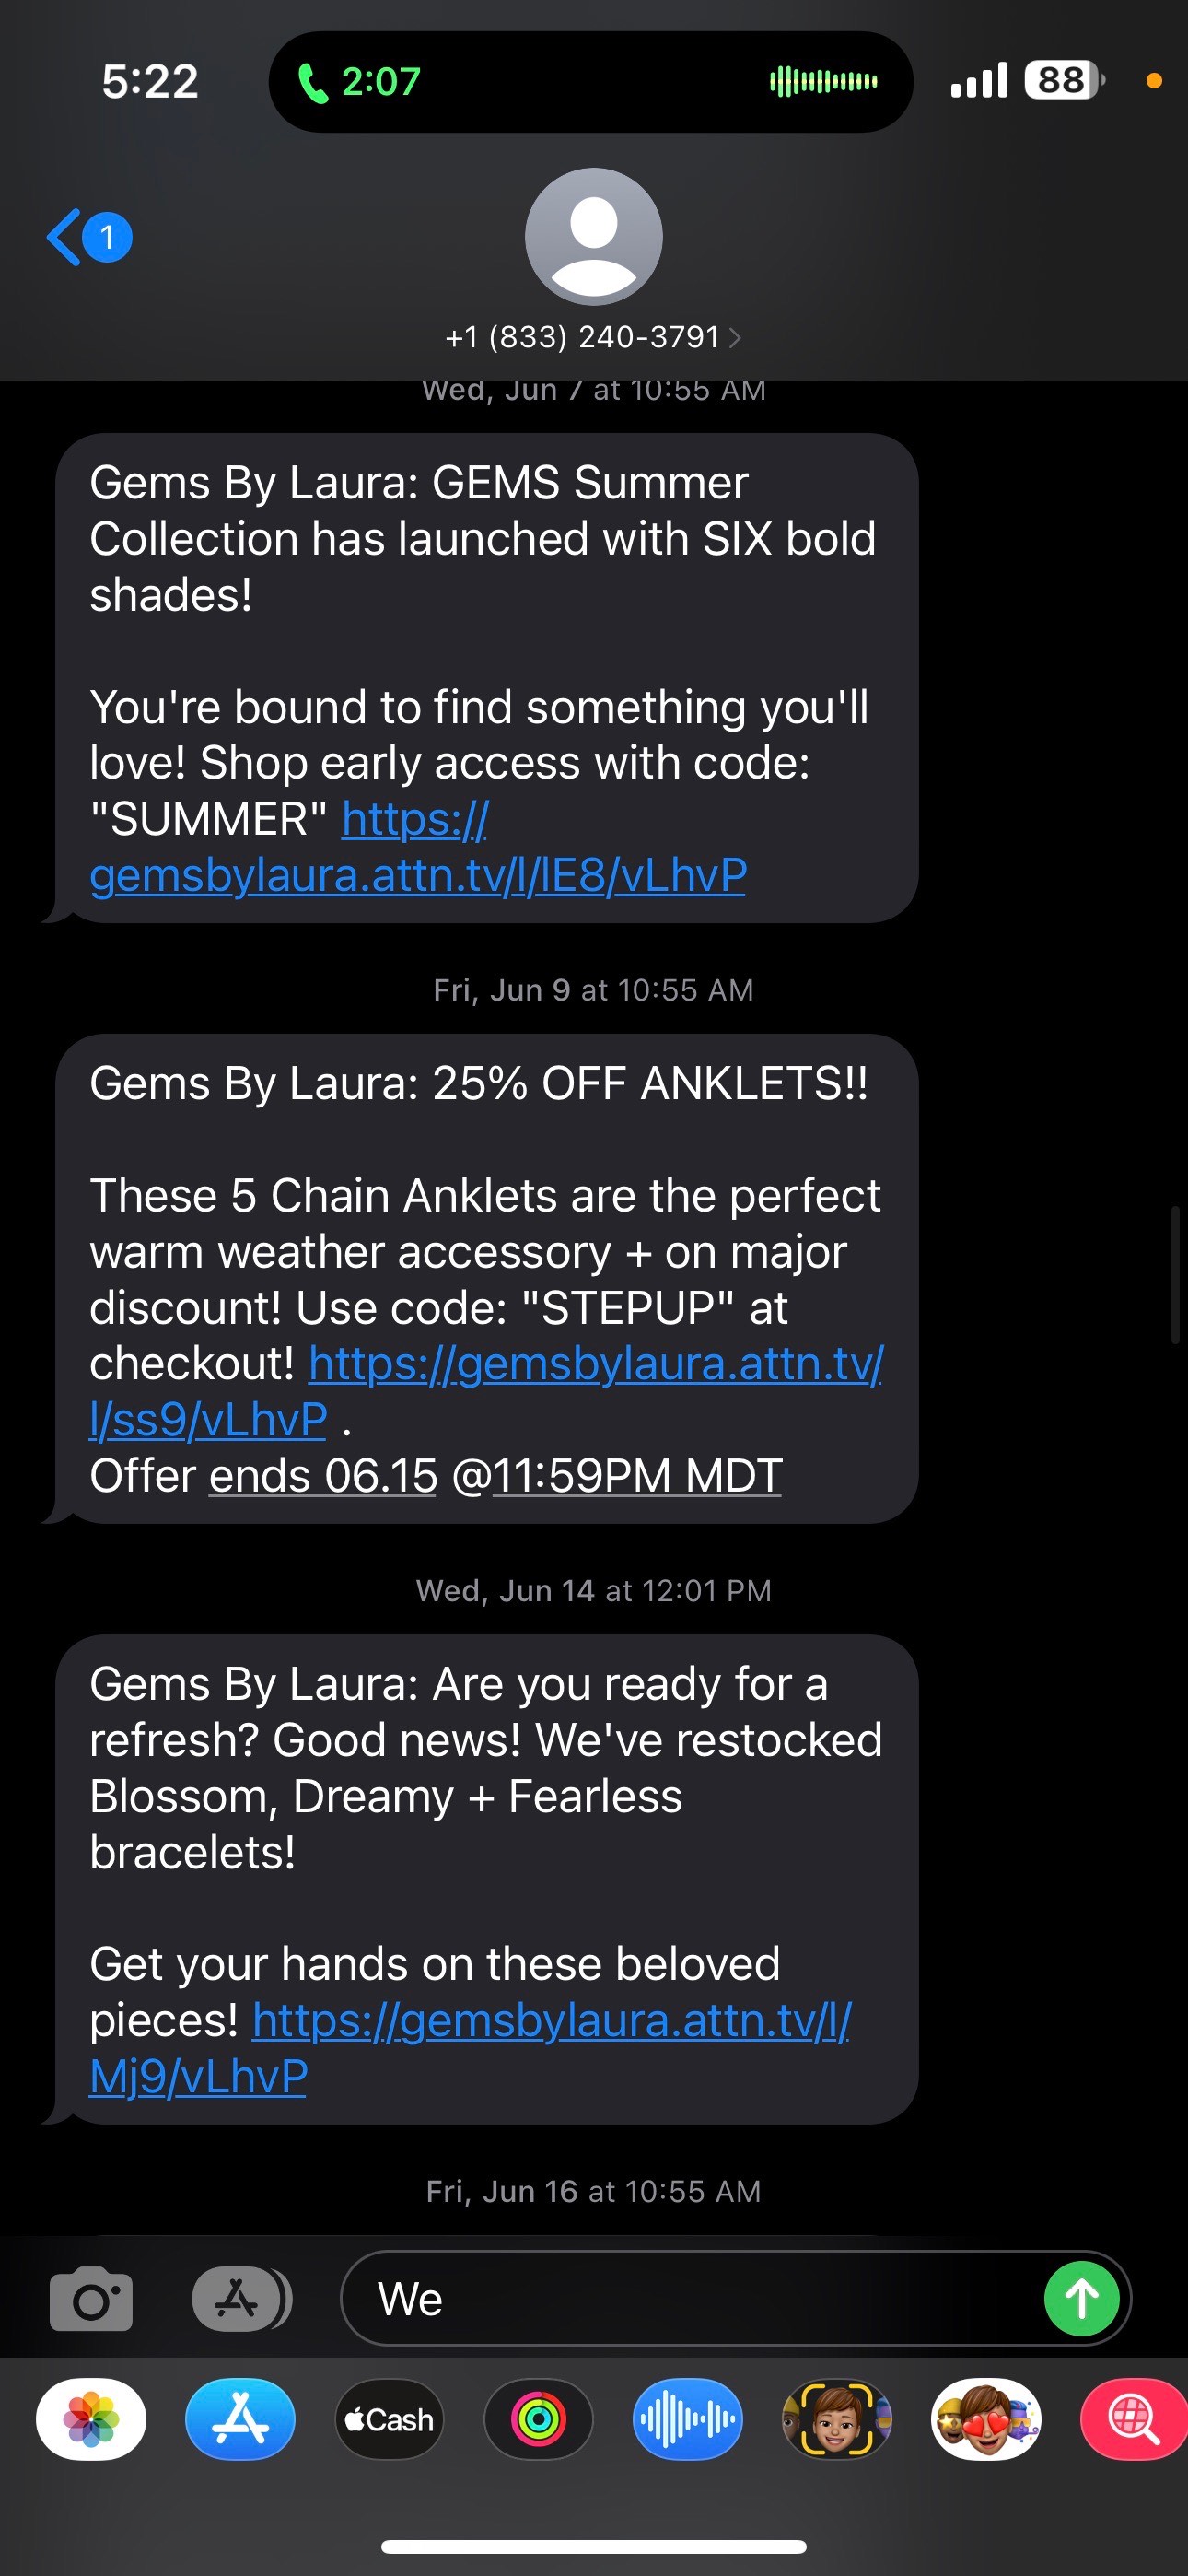 5:22
2:07
88
1
+1 (833) 240-3791
Wed, Jun 7 at 10:55 AM
Gems By Laura: GEMS Summer
Collection has launched with SIX bold
shades!
You're bound to find something you'll
love! Shop early access with code:
"SUMMER" https://
gemsbylaura.attn.tv/l/lE8/vLhvP
Fri, Jun 9 at 10:55 AM
Gems By Laura: 25% OFF ANKLETS!!
These 5 Chain Anklets are the perfect
warm weather accessory + on major
discount! Use code: "STEPUP" at
checkout! https://gemsbylaura.attn.tv/
l/ss9/vLhvP .
Offer ends 06.15 @11:59PM MDT
Wed, Jun 14 at 12:01 PM
Gems By Laura: Are you ready for a
refresh? Good news! We've restocked
Blossom, Dreamy + Fearless
bracelets!
Get your hands on these beloved
pieces! https://gemsbylaura.attn.tv/l/
Mj9/vLhvP
Fri, Jun 16 at 10:55 AM
We
Cash